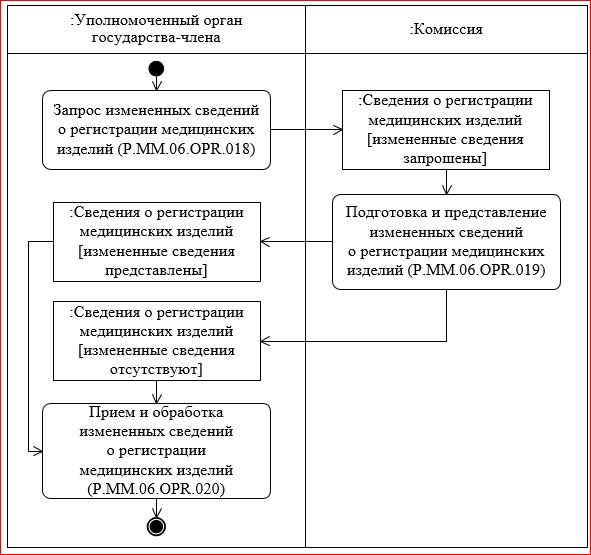 :Уполномоченный орган
государства-члена
:Комиссия
Запрос измененных сведений
о регистрации медицинских
изделий (P.MM.06.OPR.018)
:Сведения о регистрации
медицинских изделий
[измененные сведения
запрошены]
:Сведения о регистрации
медицинских изделий
[измененные сведения
представлены]
Подготовка и представление
измененных сведений
о регистрации медицинских
изделий (P.MM.06.OPR.019)
:Сведения о регистрации
медицинских изделий
[измененные сведения
отсутствуют]
Прием и обработка
измененных сведений
о регистрации
медицинских изделий
(P.MM.06.OPR.020)